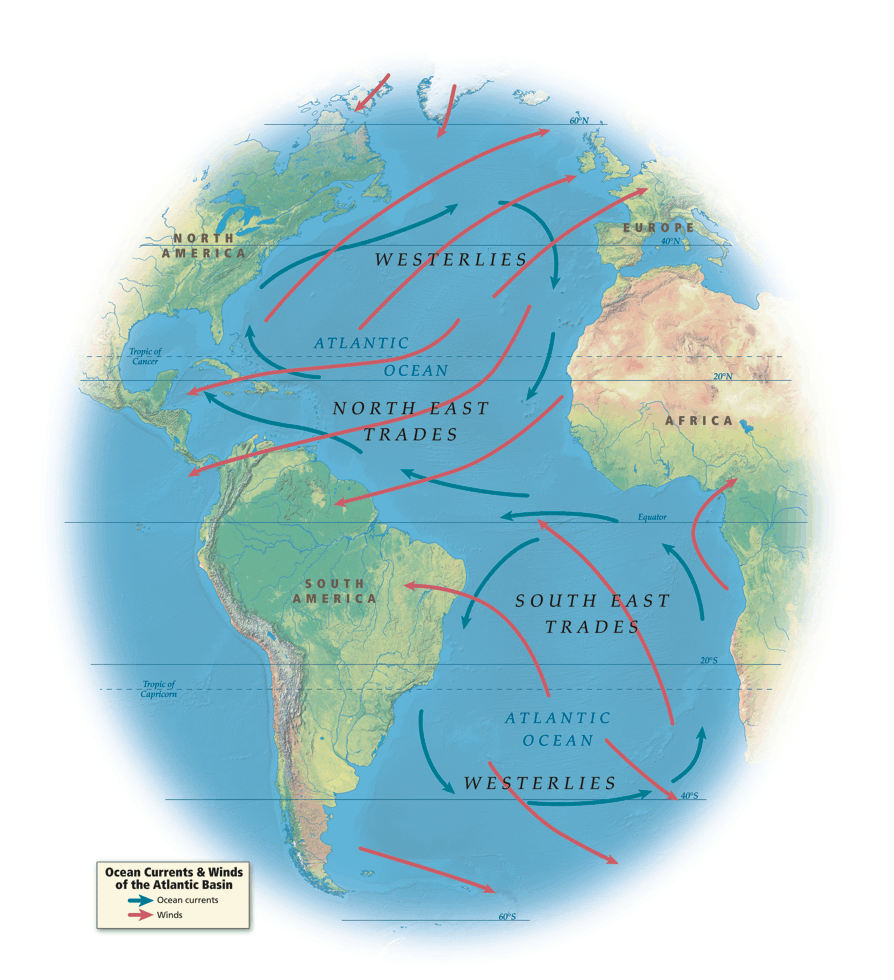 60°N
NORTH
AMERICA
EUROPE
40°N
WESTERLIES
ATLANTIC
OCEAN
Tropic of
Cancer
20°N
NORTH EAST
TRADES
AFRICA
Equator
SOUTH
AMERICA
SOUTH EAST
TRADES
20°S
Tropic of
Capricorn
ATLANTIC
OCEAN
WESTERLIES
40°S
60°S
Ocean Currents & Winds
of the Atlantic Basin
Ocean currents
Winds